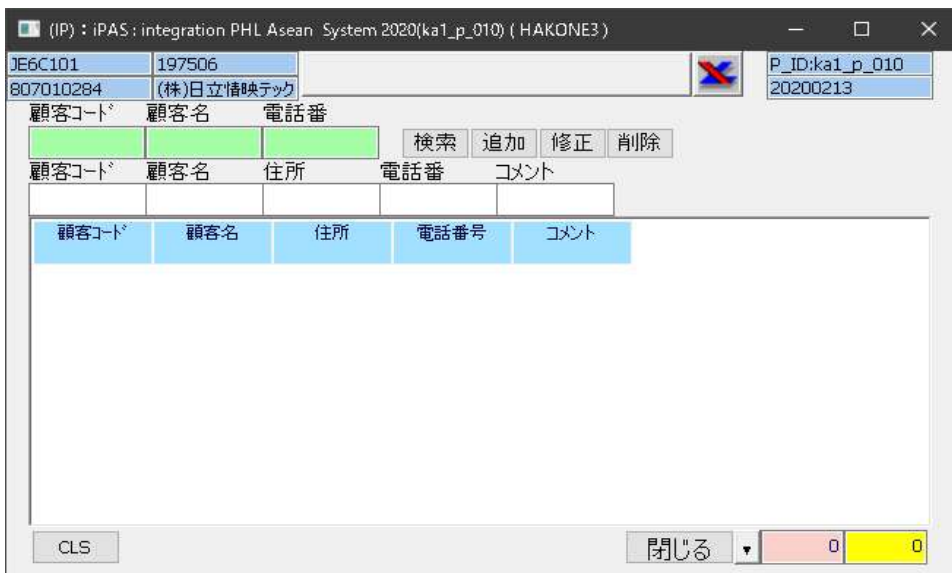 (IP)：iPAS : integration PHL Asean System 2020(ka1_p_010) ( HAKONE3 )
JE6C101 197506 P_ID:ka1_p_010
807010284 (株)日立情映テック 20200213
顧客ｺｰﾄﾞ 顧客名 電話番
検索 追加 修正 削除
顧客ｺｰﾄﾞ 顧客名 住所 電話番 コメント
顧客ｺｰﾄﾞ 顧客名 住所 電話番号 コメント
CLS 閉じる 0 0